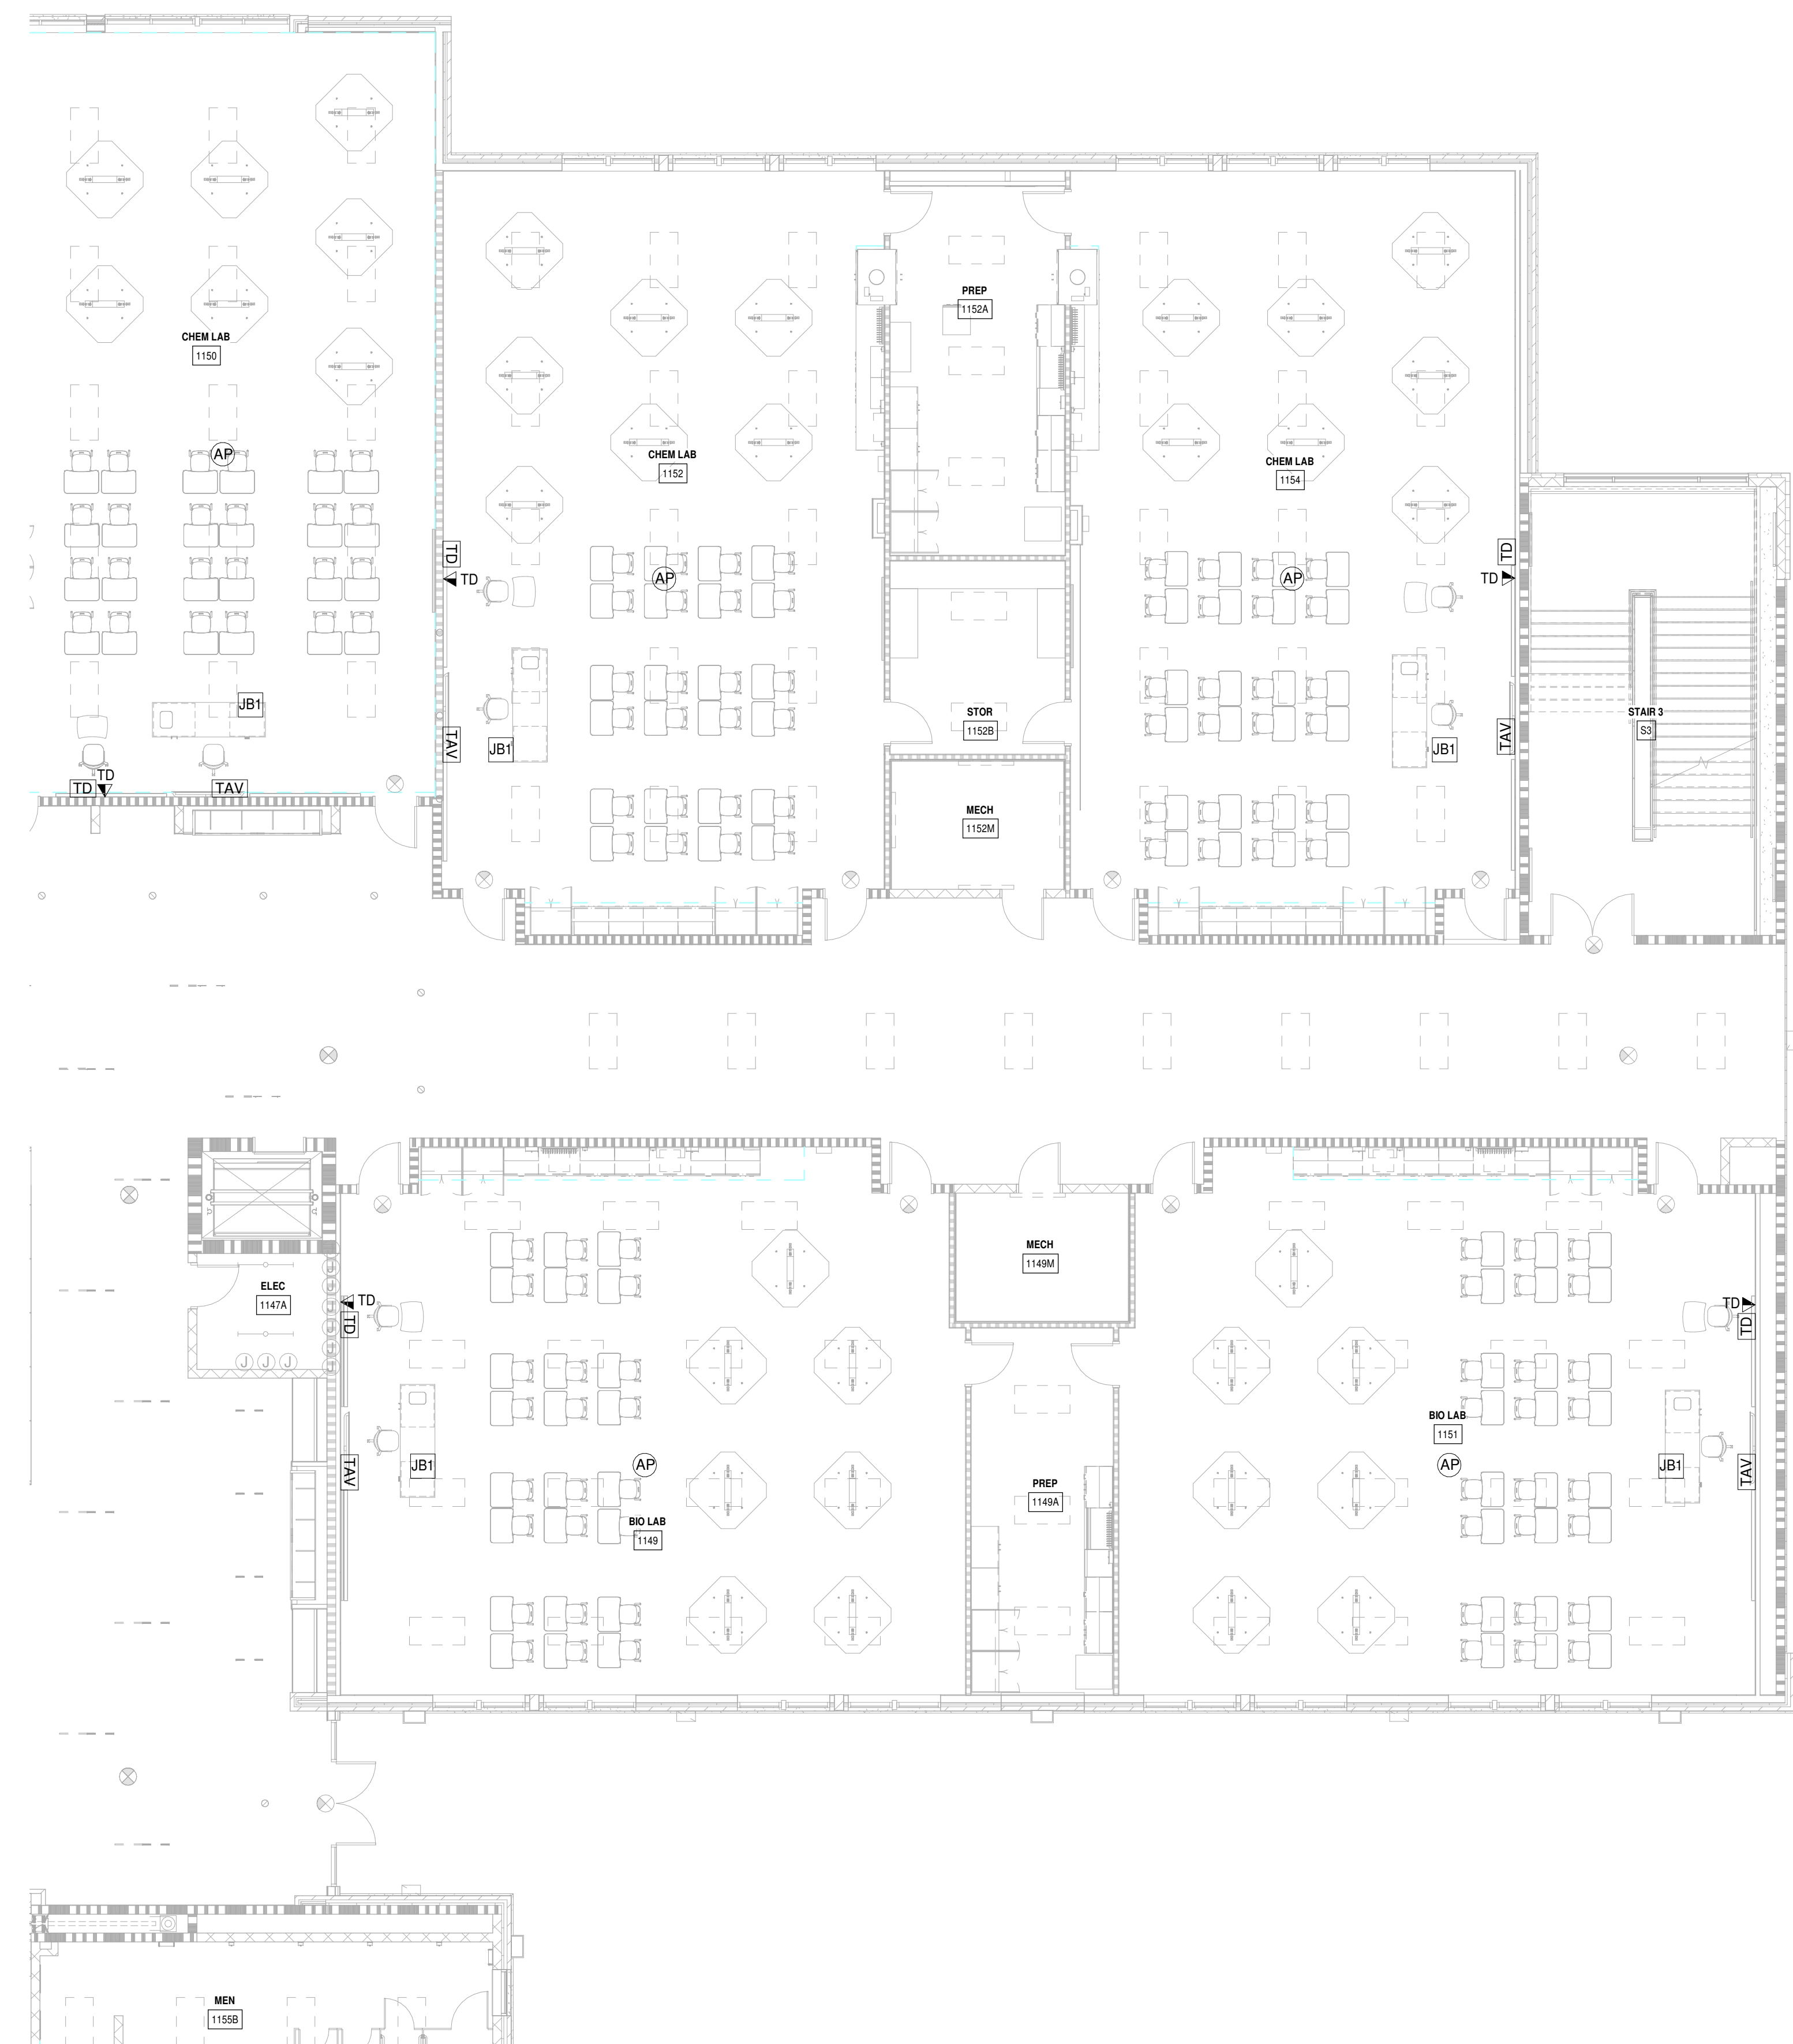 CHEM LAB
1150
AP
JB1
TD
TD
TAV
TD
TD
CHEM LAB
1152
AP
JB1
TAV
PREP
1152A
STOR
1152B
MECH
1152M
CHEM LAB
1154
AP
TD
TD
JB1
TAV
STAIR 3
S3
ELEC
1147A
J
J
J
J
J
J
J
J
J
TD
TD
TAV
JB1
AP
BIO LAB
1149
MECH
1149M
PREP
1149A
BIO LAB
1151
AP
TD
TD
JB1
TAV
MEN
1155B